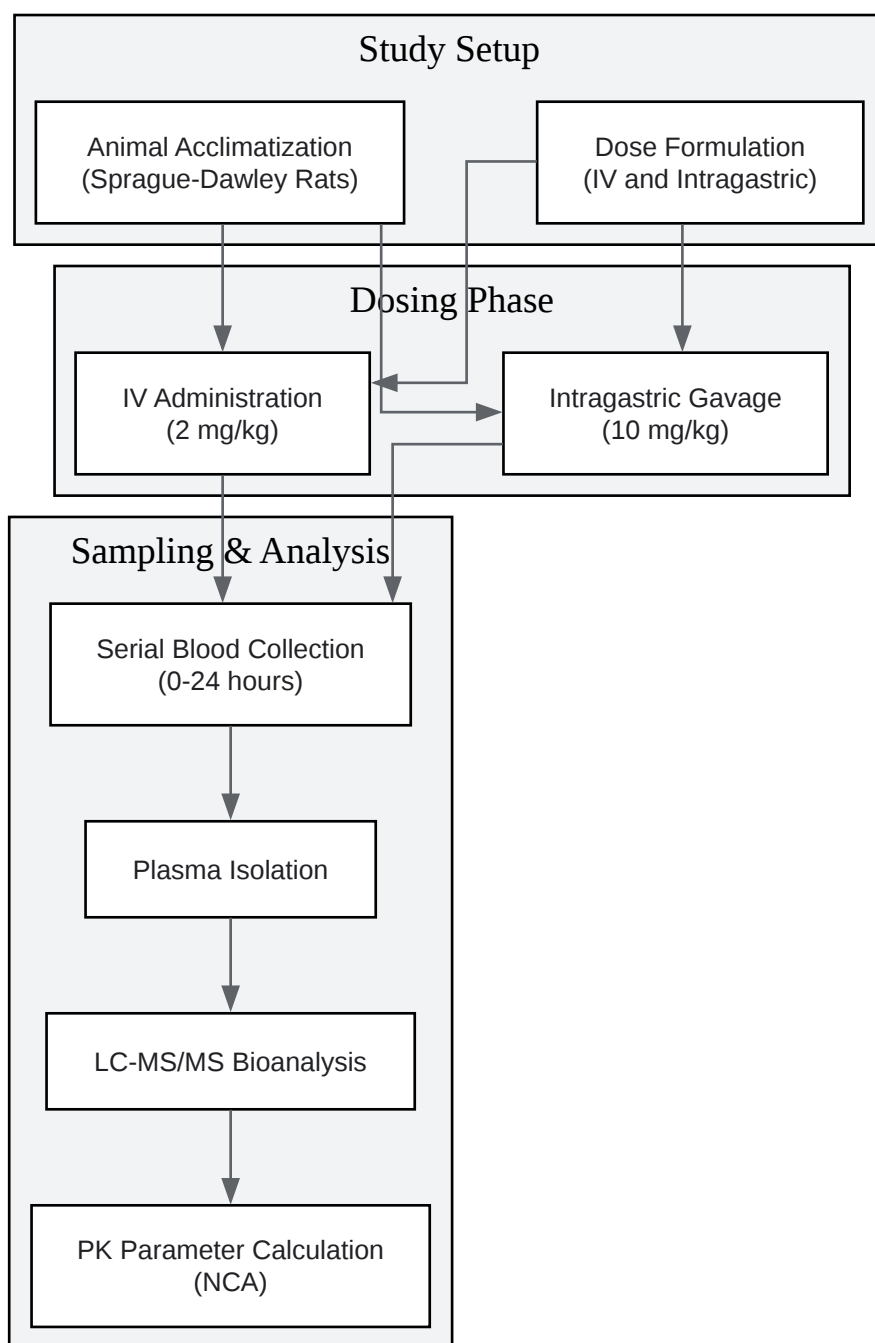 Study Setup
Animal Acclimatization
(Sprague-Dawley Rats)
Dose Formulation
(IV and Intragastric)
Dosing Phase
IV Administration
(2 mg/kg)
Intragastric Gavage
(10 mg/kg)
Sampling & Analysis
Serial Blood Collection
(0-24 hours)
Plasma Isolation
LC-MS/MS Bioanalysis
PK Parameter Calculation
(NCA)